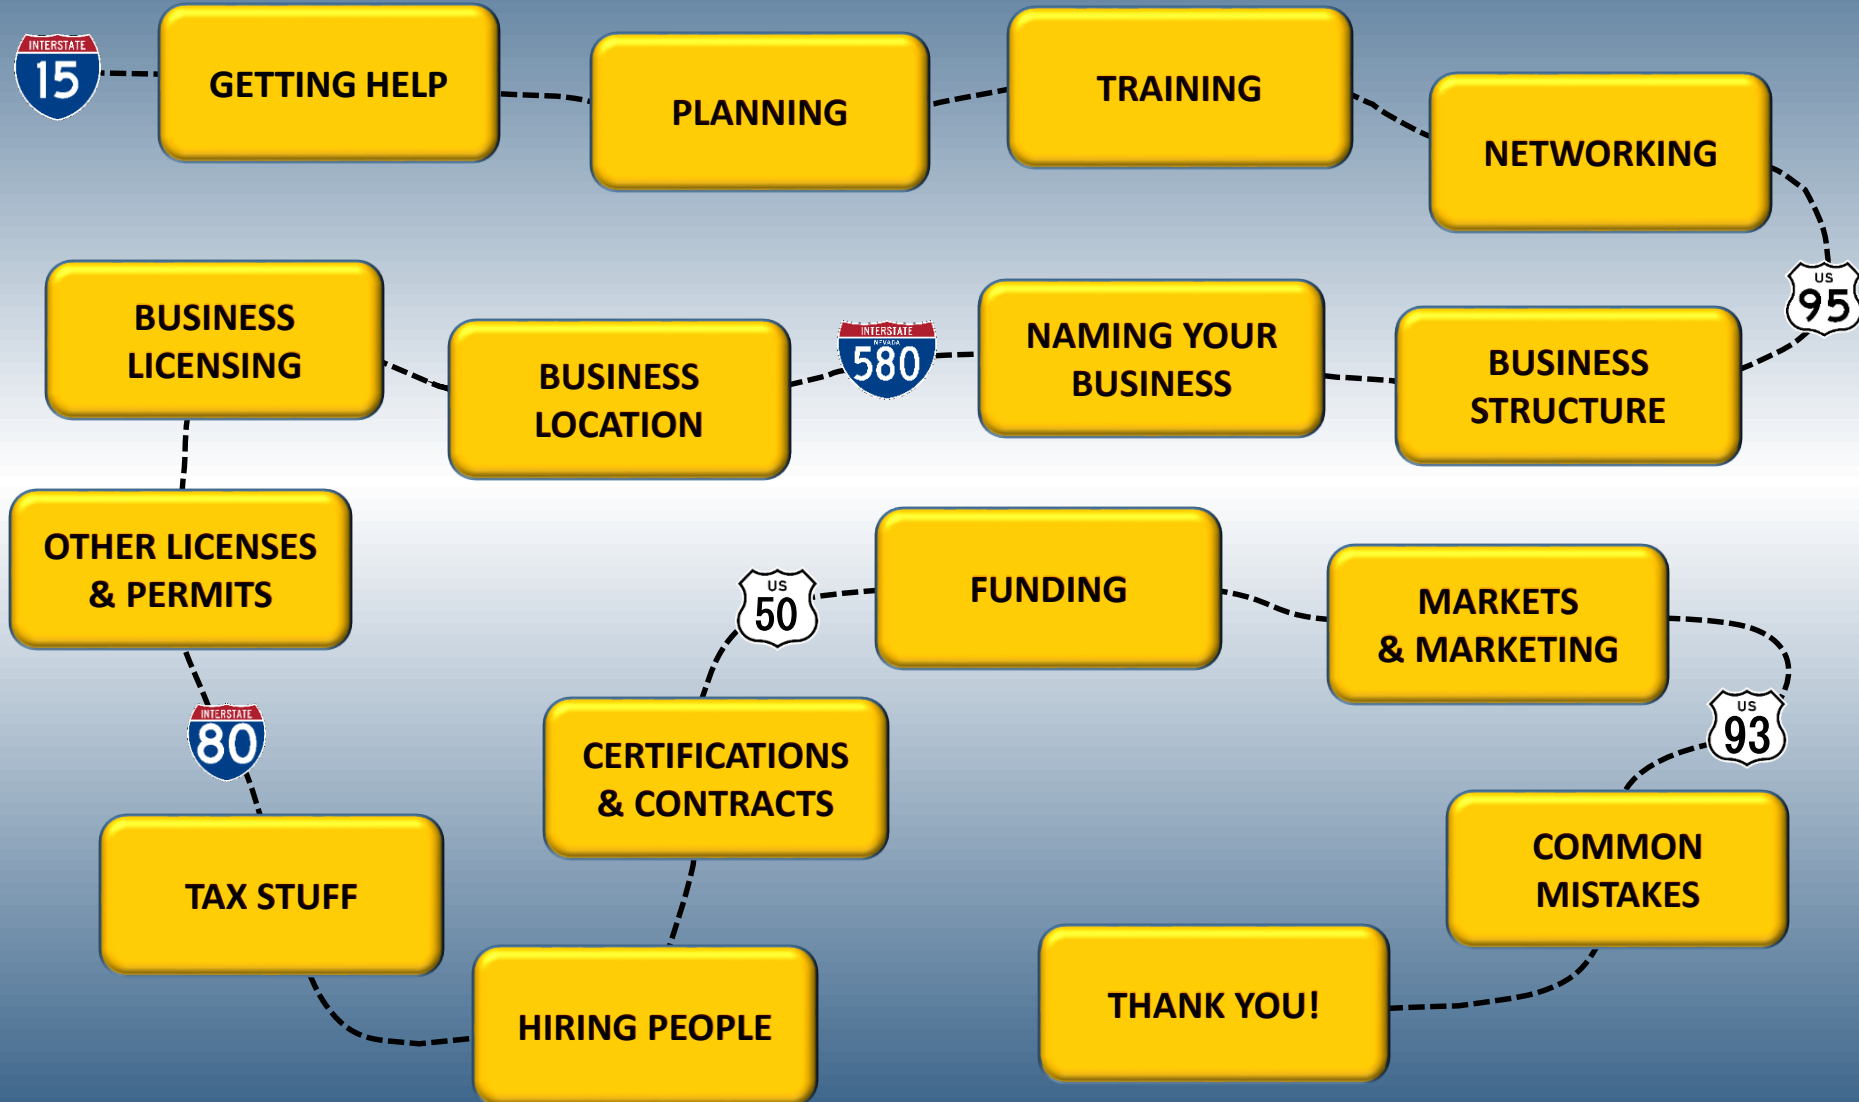 INTERSTATE
15
GETTING HELP
PLANNING
TRAINING
NETWORKING
US
95
BUSINESS
STRUCTURE
NAMING YOUR
BUSINESS
INTERSTATE
NEVADA
580
BUSINESS
LOCATION
BUSINESS
LICENSING
OTHER LICENSES
& PERMITS
INTERSTATE
80
TAX STUFF
HIRING PEOPLE
CERTIFICATIONS
& CONTRACTS
US
50
FUNDING
MARKETS
& MARKETING
US
93
COMMON
MISTAKES
THANK YOU!